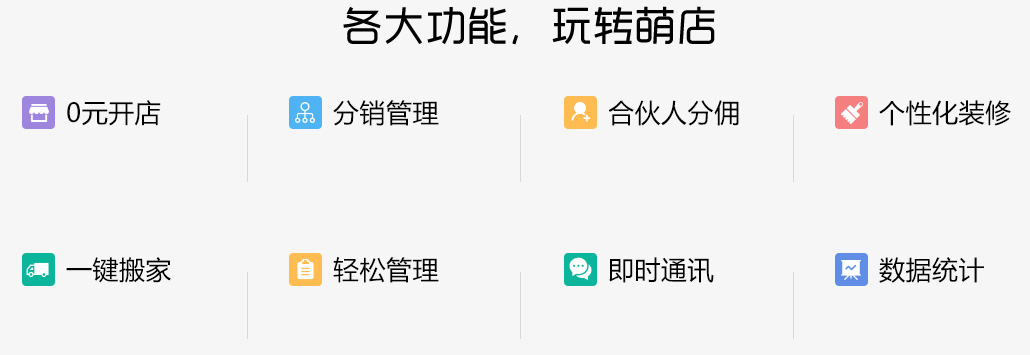 各大功能，玩转萌店
0元开店
分销管理
合伙人分佣
个性化装修
一键搬家
轻松管理
即时通讯
数据统计